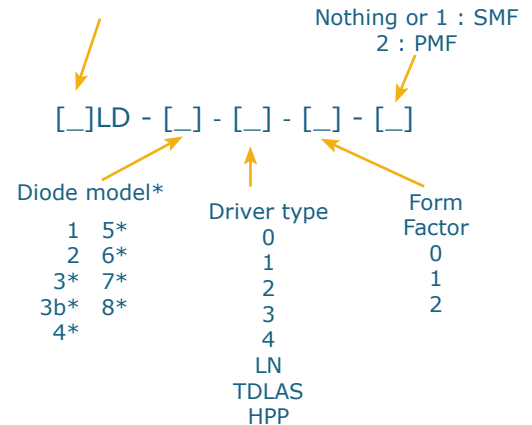 Nothing or 1 : SMF
2 : PMF
[_]LD - [_] - [_] - [_] - [_]
Diode model*
1 5*
2 6*
3* 7*
3b* 8*
4*
Driver type
0
1
2
3
4
LN
TDLAS
HPP
Form
Factor
0
1
2